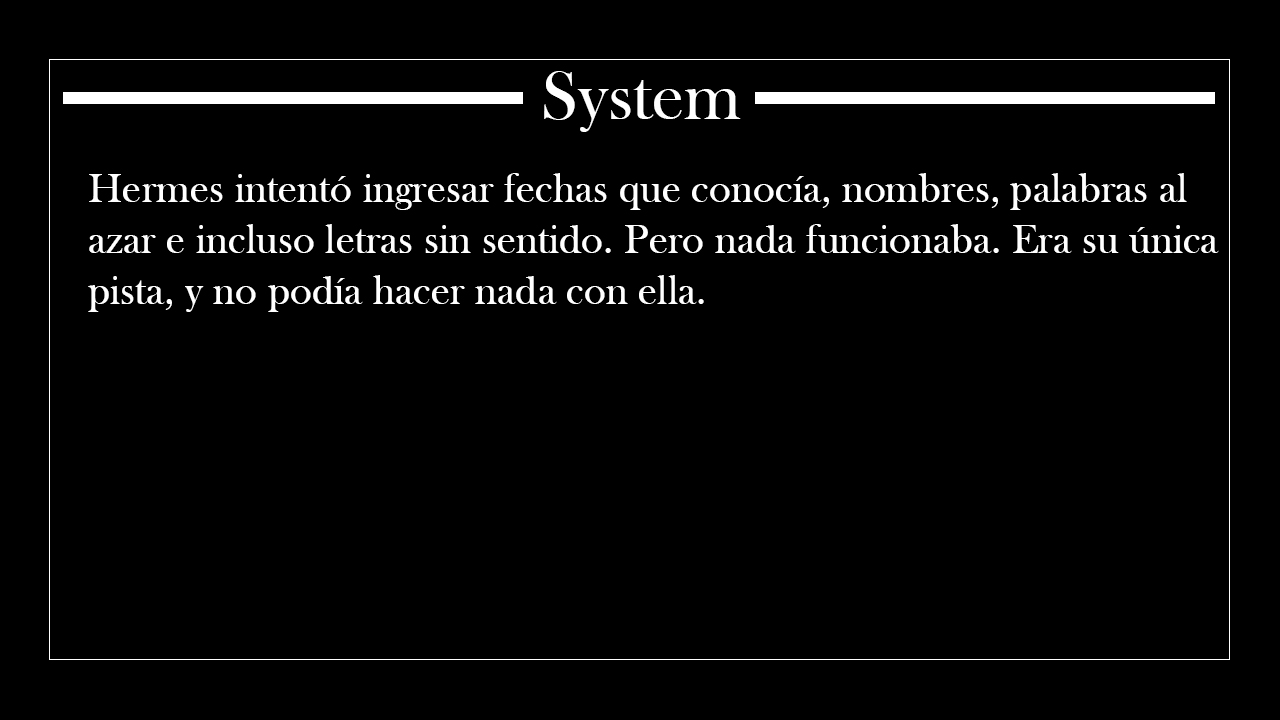 System
Hermes intentó ingresar fechas que conocía, nombres, palabras al
azar e incluso letras sin sentido. Pero nada funcionaba. Era su única
pista, y no podía hacer nada con ella.